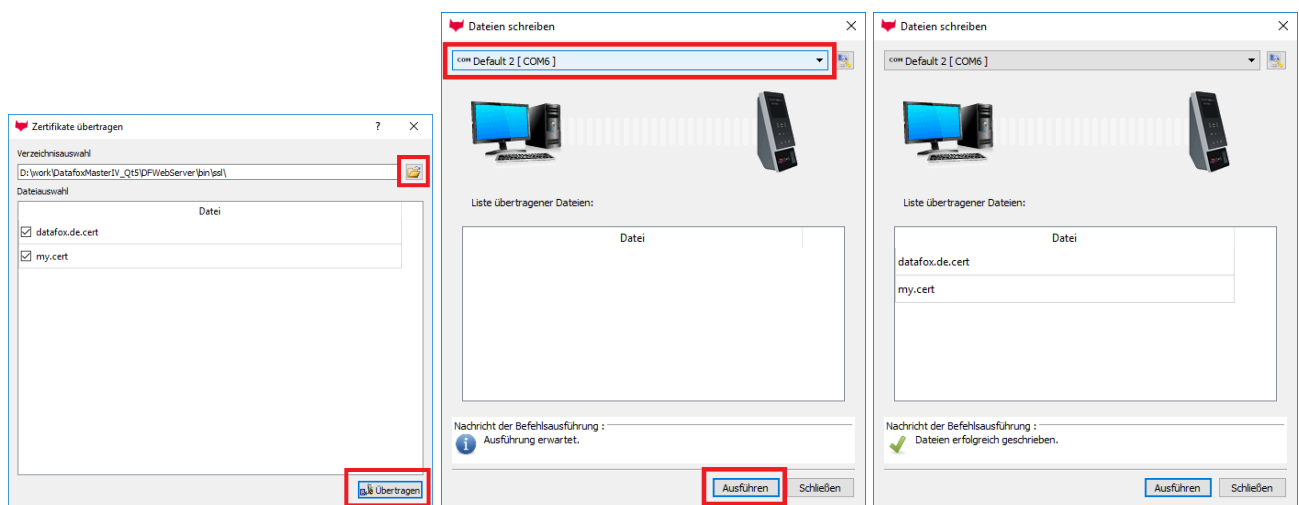 Zertifikate übertragen
?
Verzeichnisauswahl
D:\work\DatafoxMasterIV_Qt5\DFWebServer\bin\ssl\
Dateiauswahl
Datei
datafox.de.cert
my.cert
Übertragen
Dateien schreiben
COM Default 2 [ COM6 ]
Liste übertragener Dateien:
Datei
Nachricht der Befehlsausführung :
Ausführung erwartet.
Ausführen Schließen
Dateien schreiben
COM Default 2 [ COM6 ]
Liste übertragener Dateien:
Datei
datafox.de.cert
my.cert
Nachricht der Befehlsausführung :
Dateien erfolgreich geschrieben.
Ausführen Schließen